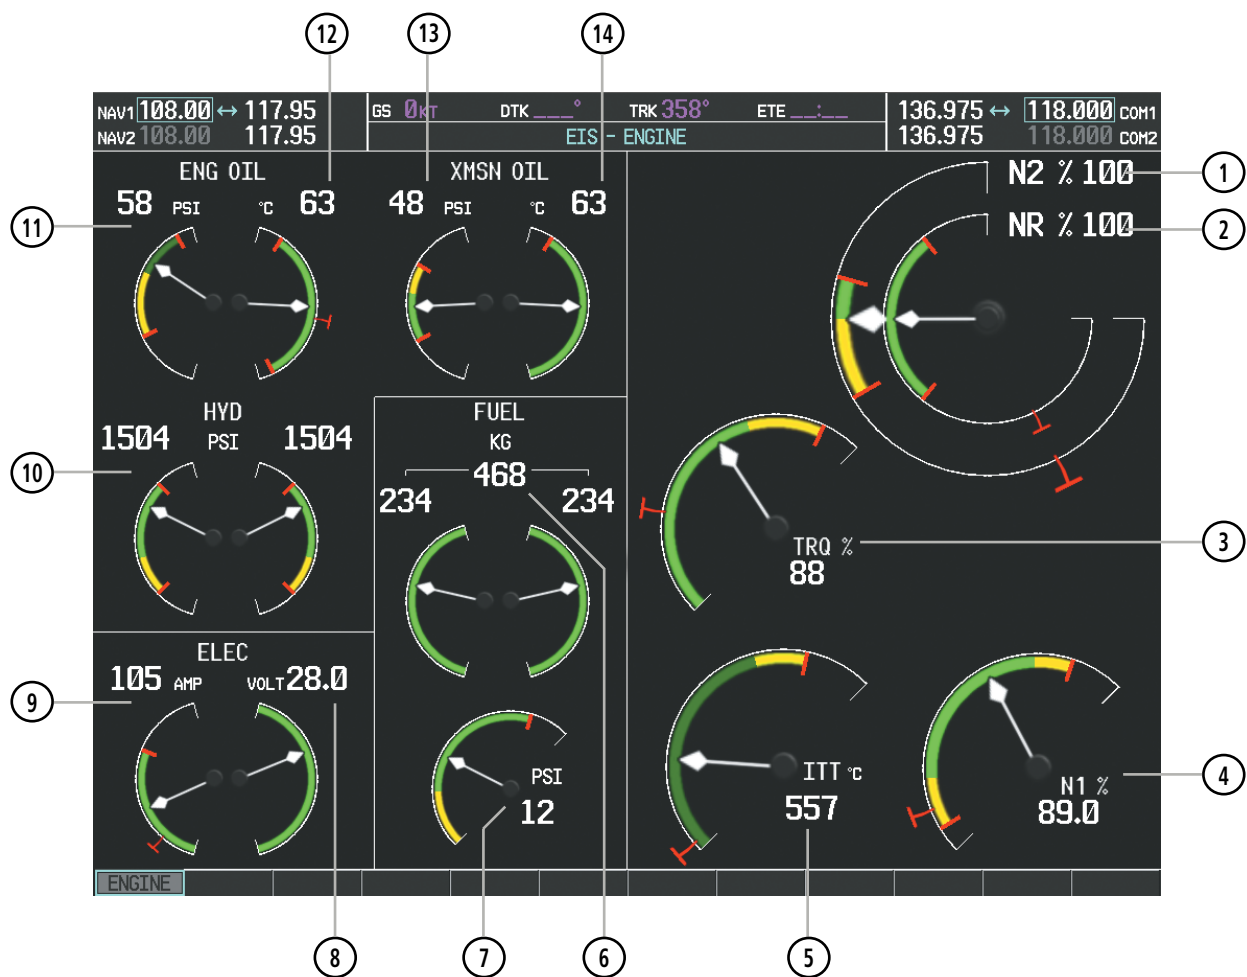 12 13 14
NAV1 108.00 ↔ 117.95 GS 0KT DTK ___° TRK 358° ETE __:__ 136.975 ↔ 118.000 COM1
NAV2 108.00 117.95 EIS - ENGINE 136.975 118.000 COM2
ENG OIL XMSN OIL
58 PSI °C 63 48 PSI °C 63
N2 % 100 1
NR % 100 2
11
HYD
1504 PSI 1504
10
FUEL
KG
468
234 234
TRQ % 3
88
ELEC
105 AMP VOLT 28.0
9
PSI
12
ITT °C
557
N1 %
89.0
4
ENGINE
8 7 6 5